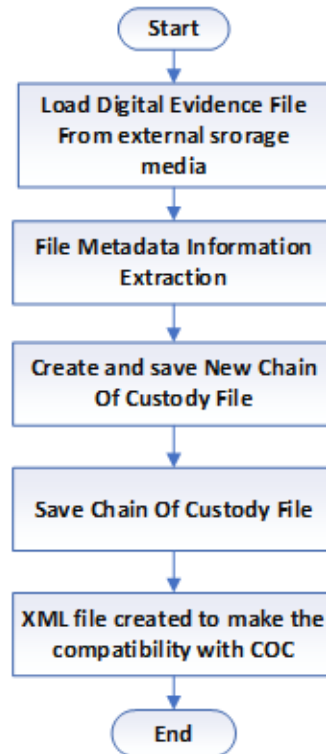 Start
Load Digital Evidence File
From external srorage
media
File Metadata Information
Extraction
Create and save New Chain
Of Custody File
Save Chain Of Custody File
XML file created to make the
compatibility with COC
End